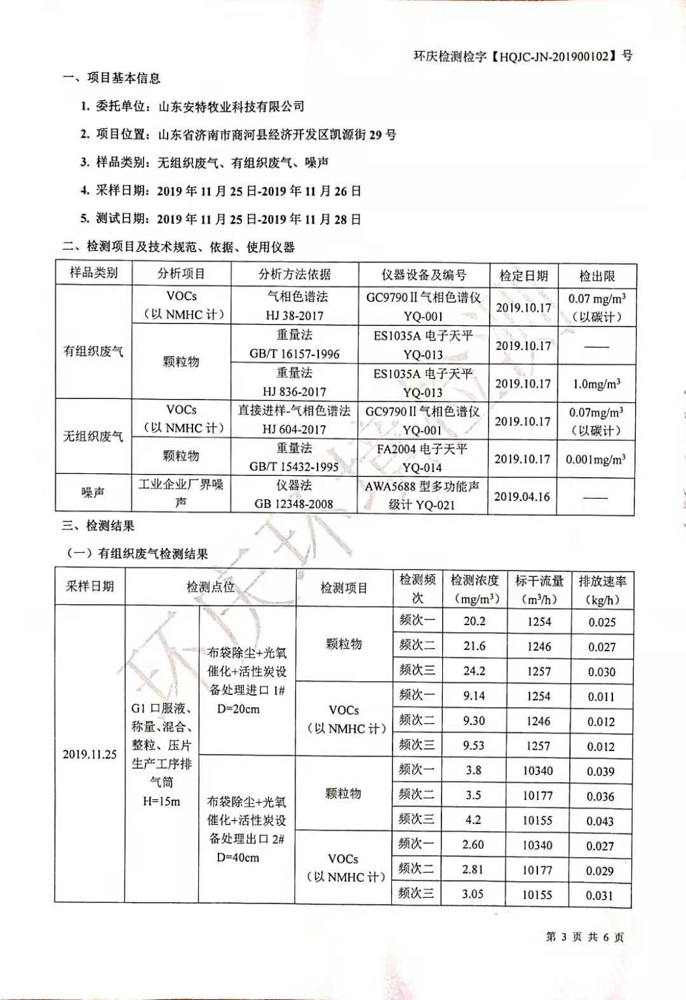 环庆检测检字【HQJC-JN-201900102】号
一、项目基本信息
1. 委托单位：山东安特牧业科技有限公司
2. 项目位置：山东省济南市商河县经济开发区凯源街 29 号
3. 样品类别：无组织废气、有组织废气、噪声
4. 采样日期：2019 年 11 月 25 日-2019 年 11 月 26 日
5. 测试日期：2019 年 11 月 25 日-2019 年 11 月 28 日
二、检测项目及技术规范、依据、使用仪器
样品类别 分析项目 分析方法依据 仪器设备及编号 检定日期 检出限
有组织废气
VOCs
（以 NMHC 计）
气相色谱法
HJ 38-2017
GC9790Ⅱ气相色谱仪
YQ-001
2019.10.17
0.07 mg/m³
（以碳计）
颗粒物
重量法
GB/T 16157-1996
ES1035A 电子天平
YQ-013
2019.10.17
——
重量法
HJ 836-2017
ES1035A 电子天平
YQ-013
2019.10.17
1.0mg/m³
无组织废气
VOCs
（以 NMHC 计）
直接进样-气相色谱法
HJ 604-2017
GC9790Ⅱ气相色谱仪
YQ-001
2019.10.17
0.07mg/m³
（以碳计）
颗粒物
重量法
GB/T 15432-1995
FA2004 电子天平
YQ-014
2019.10.17
0.001mg/m³
噪声
工业企业厂界噪
声
仪器法
GB 12348-2008
AWA5688 型多功能声
级计 YQ-021
2019.04.16
——
三、检测结果
（一）有组织废气检测结果
采样日期 检测点位 检测项目
检测频
次
检测浓度
（mg/m³）
标干流量
（m³/h）
排放速率
（kg/h）
2019.11.25
G1 口服液、
称量、混合、
整粒、压片
生产工序排
气筒
H=15m
布袋除尘+光氧
催化+活性炭设
备处理进口 1#
D=20cm
颗粒物
频次一 20.2 1254 0.025
频次二 21.6 1246 0.027
频次三 24.2 1257 0.030
VOCs
（以 NMHC 计）
频次一 9.14 1254 0.011
频次二 9.30 1246 0.012
频次三 9.53 1257 0.012
布袋除尘+光氧
催化+活性炭设
备处理出口 2#
D=40cm
颗粒物
频次一 3.8 10340 0.039
频次二 3.5 10177 0.036
频次三 4.2 10155 0.043
VOCs
（以 NMHC 计）
频次一 2.60 10340 0.027
频次二 2.81 10177 0.029
频次三 3.05 10155 0.031
环庆环境检测
第 3 页 共 6 页